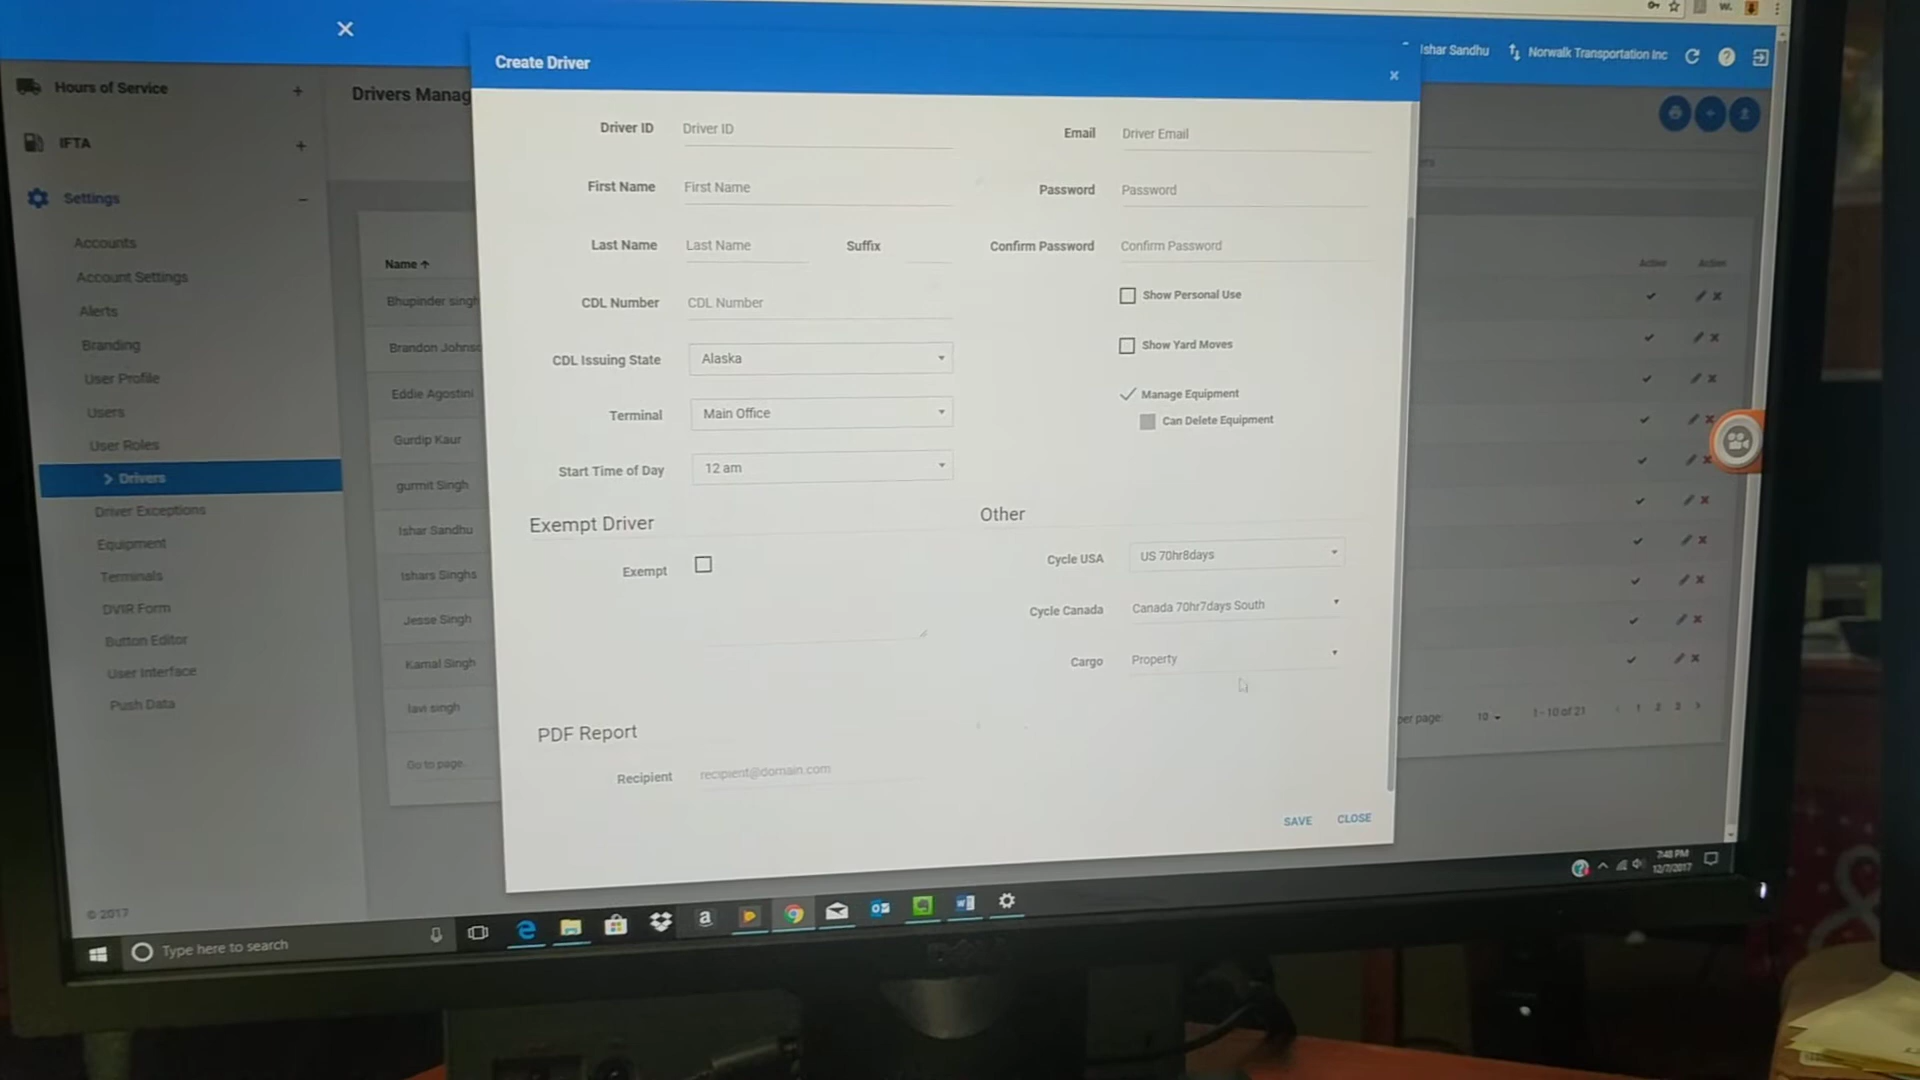 W.
Ishar Sandhu
Norwalk Transportation Inc
Create Driver
x
Hours of Service +
IFTA +
Settings –
Accounts
Account Settings
Alerts
Branding
User Profile
Users
User Roles
> Drivers
Driver Exceptions
Equipment
Terminals
DVIR Form
Button Editor
User Interface
Push Data
© 2017
Drivers Manag
Name
Bhupinder singh
Brandon Johnso
Eddie Agostini
Gurdip Kaur
gurmit Singh
Ishar Sandhu
Ishars Singhs
Jesse Singh
Kamal Singh
lavi singh
Go to page.
Driver ID Driver ID
First Name First Name
Last Name Last Name Suffix
CDL Number CDL Number
CDL Issuing State Alaska
Terminal Main Office
Start Time of Day 12 am
Exempt Driver
Exempt
PDF Report
Recipient recipient@domain.com
Email Driver Email
Password Password
Confirm Password Confirm Password
Show Personal Use
Show Yard Moves
Manage Equipment
Can Delete Equipment
Other
Cycle USA US 70hr8days
Cycle Canada Canada 70hr7days South
Cargo Property
SAVE CLOSE
Active Action
per page: 10 1 - 10 of 21 < 1 2 3 >
Type here to search
a
7:48 PM
12/7/2017